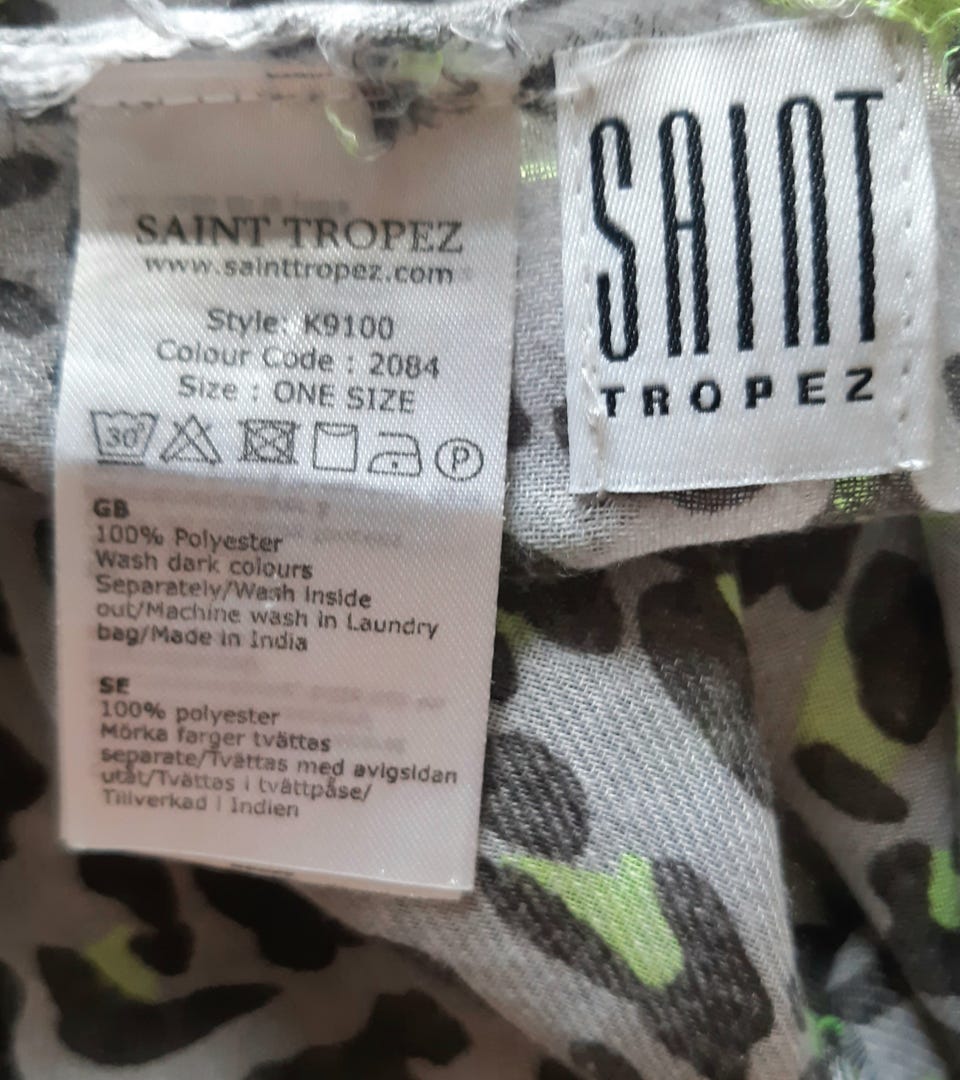 SAINT TROPEZ
www.sainttropez.com
Style: K9100
Colour Code : 2084
Size : ONE SIZE
30°
P
GB
100% Polyester
Wash dark colours
Separately/Wash Inside
out/Machine wash in Laundry
bag/Made in India
SE
100% polyester
Mörka farger tvättas
separate/Tvättas med avigsidan
utåt/Tvättas i tvättpåse/
Tillverkad i Indien
SAINT
TROPEZ